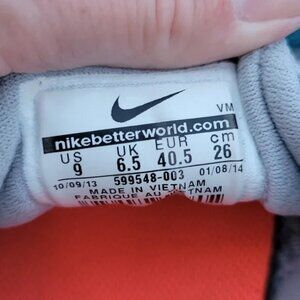 VM
nikebetterworld.com
US UK EUR cm
9 6.5 40.5 26
10/09/13 599548-003 01/08/14
MADE IN VIETNAM
FABRIQUE AU VIETNAM